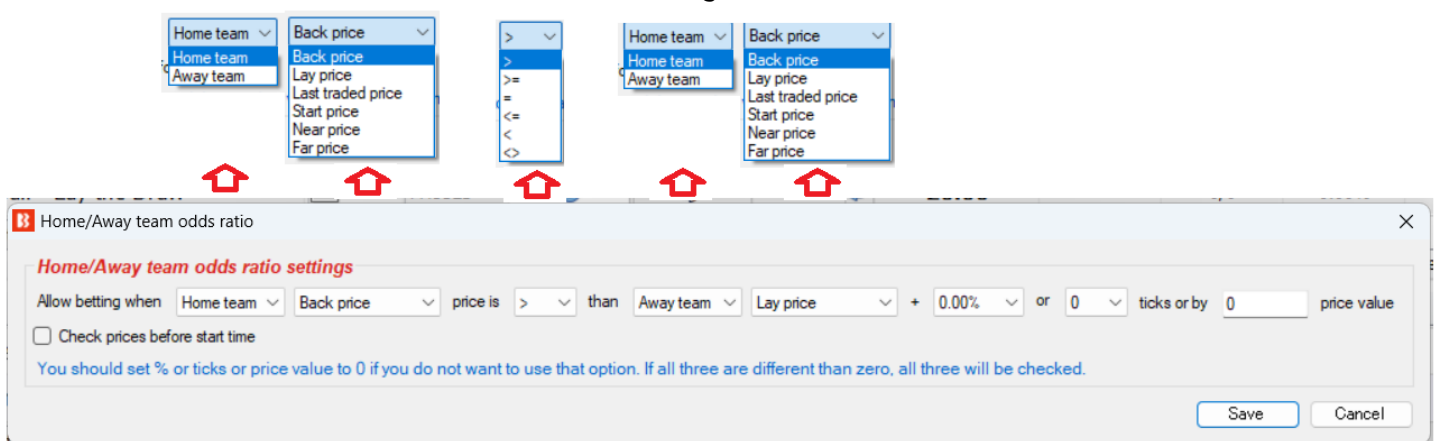 Home team Back price > Home team Back price
Home team Back price > Home team Back price
Away team Lay price >= Away team Lay price
Last traded price = Last traded price
Start price <= Start price
Near price < Near price
Far price <> Far price
Home/Away team odds ratio
Home/Away team odds ratio settings
Allow betting when Home team Back price price is > than Away team Lay price + 0.00% or 0 ticks or by 0 price value
Check prices before start time
You should set % or ticks or price value to 0 if you do not want to use that option. If all three are different than zero, all three will be checked.
Save Cancel